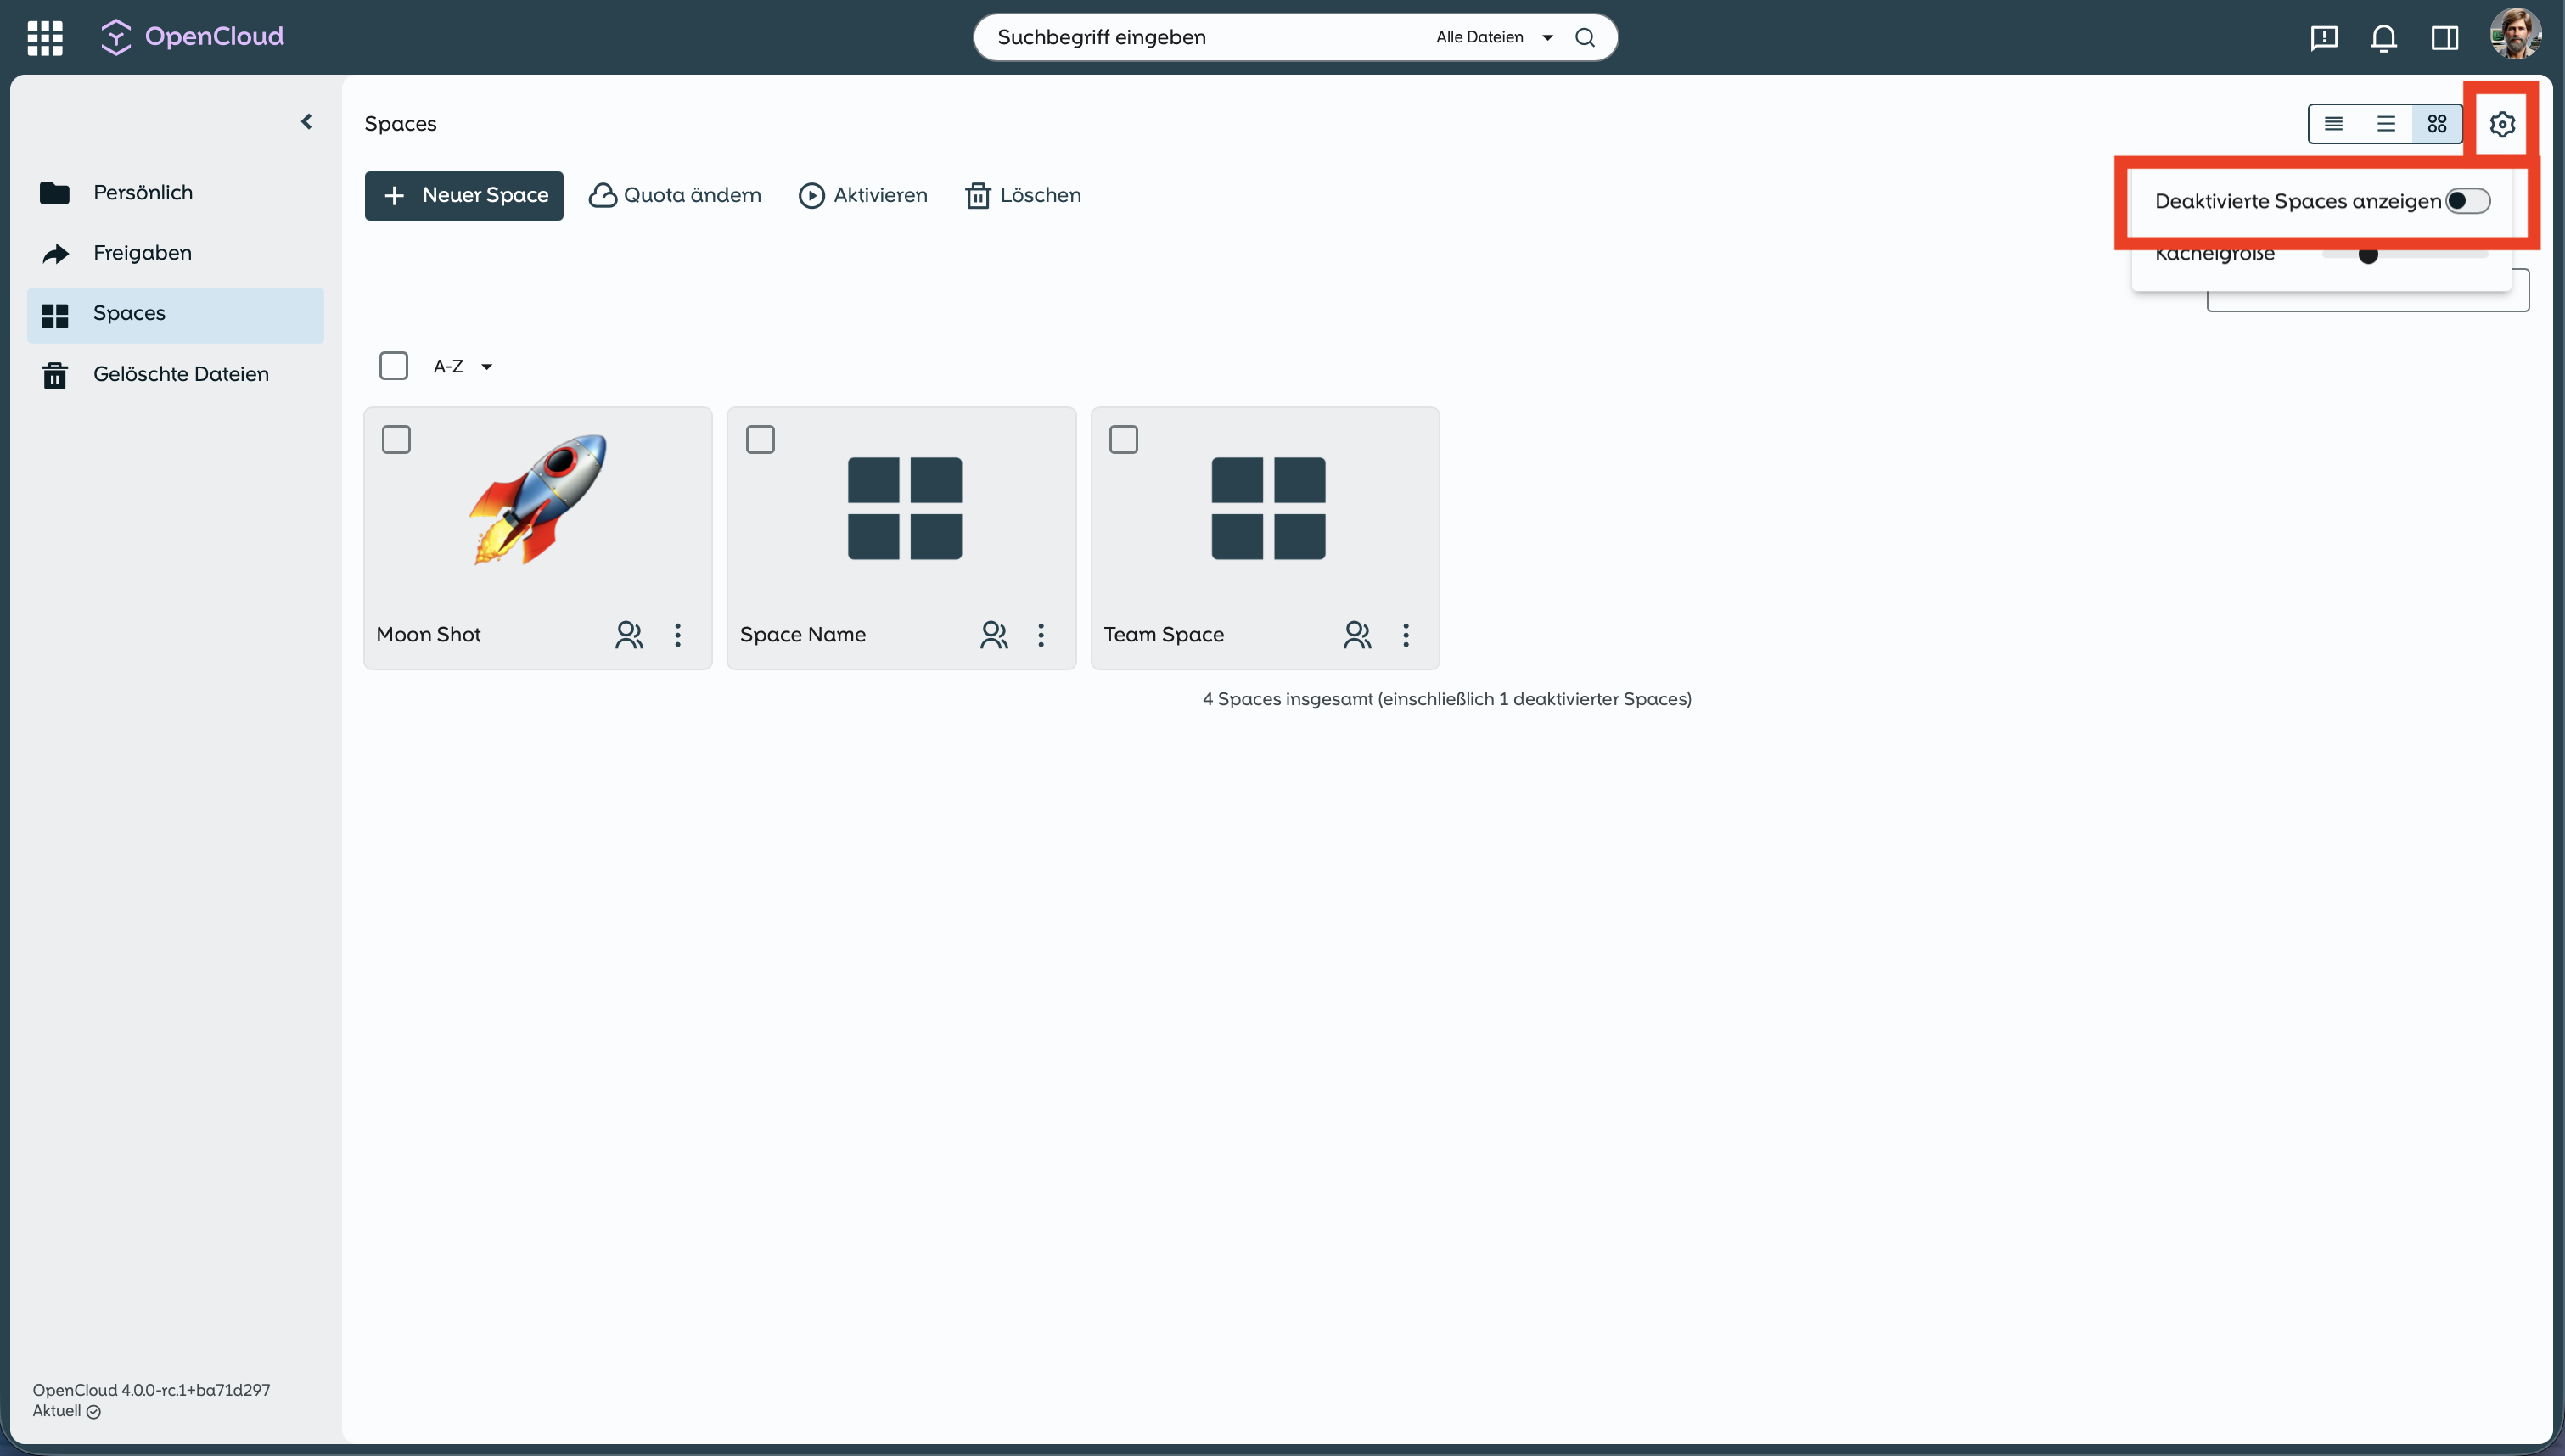 OpenCloud
Suchbegriff eingeben
Alle Dateien
Persönlich
Freigaben
Spaces
Gelöschte Dateien
OpenCloud 4.0.0-rc.1+ba71d297
Aktuell
Spaces
Neuer Space
Quota ändern
Aktivieren
Löschen
Deaktivierte Spaces anzeigen
Kachelgröße
A-Z
Moon Shot
Space Name
Team Space
4 Spaces insgesamt (einschließlich 1 deaktivierter Spaces)